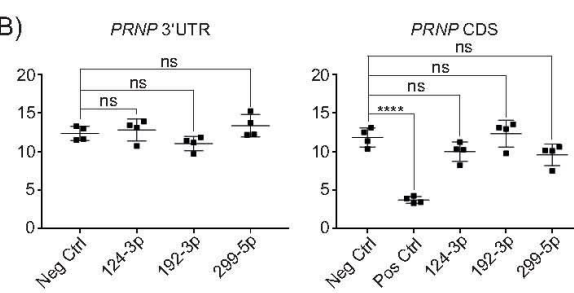 B)
PRNP 3'UTR
ns
ns
ns
20
15
10
5
0
Neg Ctrl
124-3p
192-3p
299-5p
PRNP CDS
ns
ns
ns
****
20
15
10
5
0
Neg Ctrl
Pos Ctrl
124-3p
192-3p
299-5p